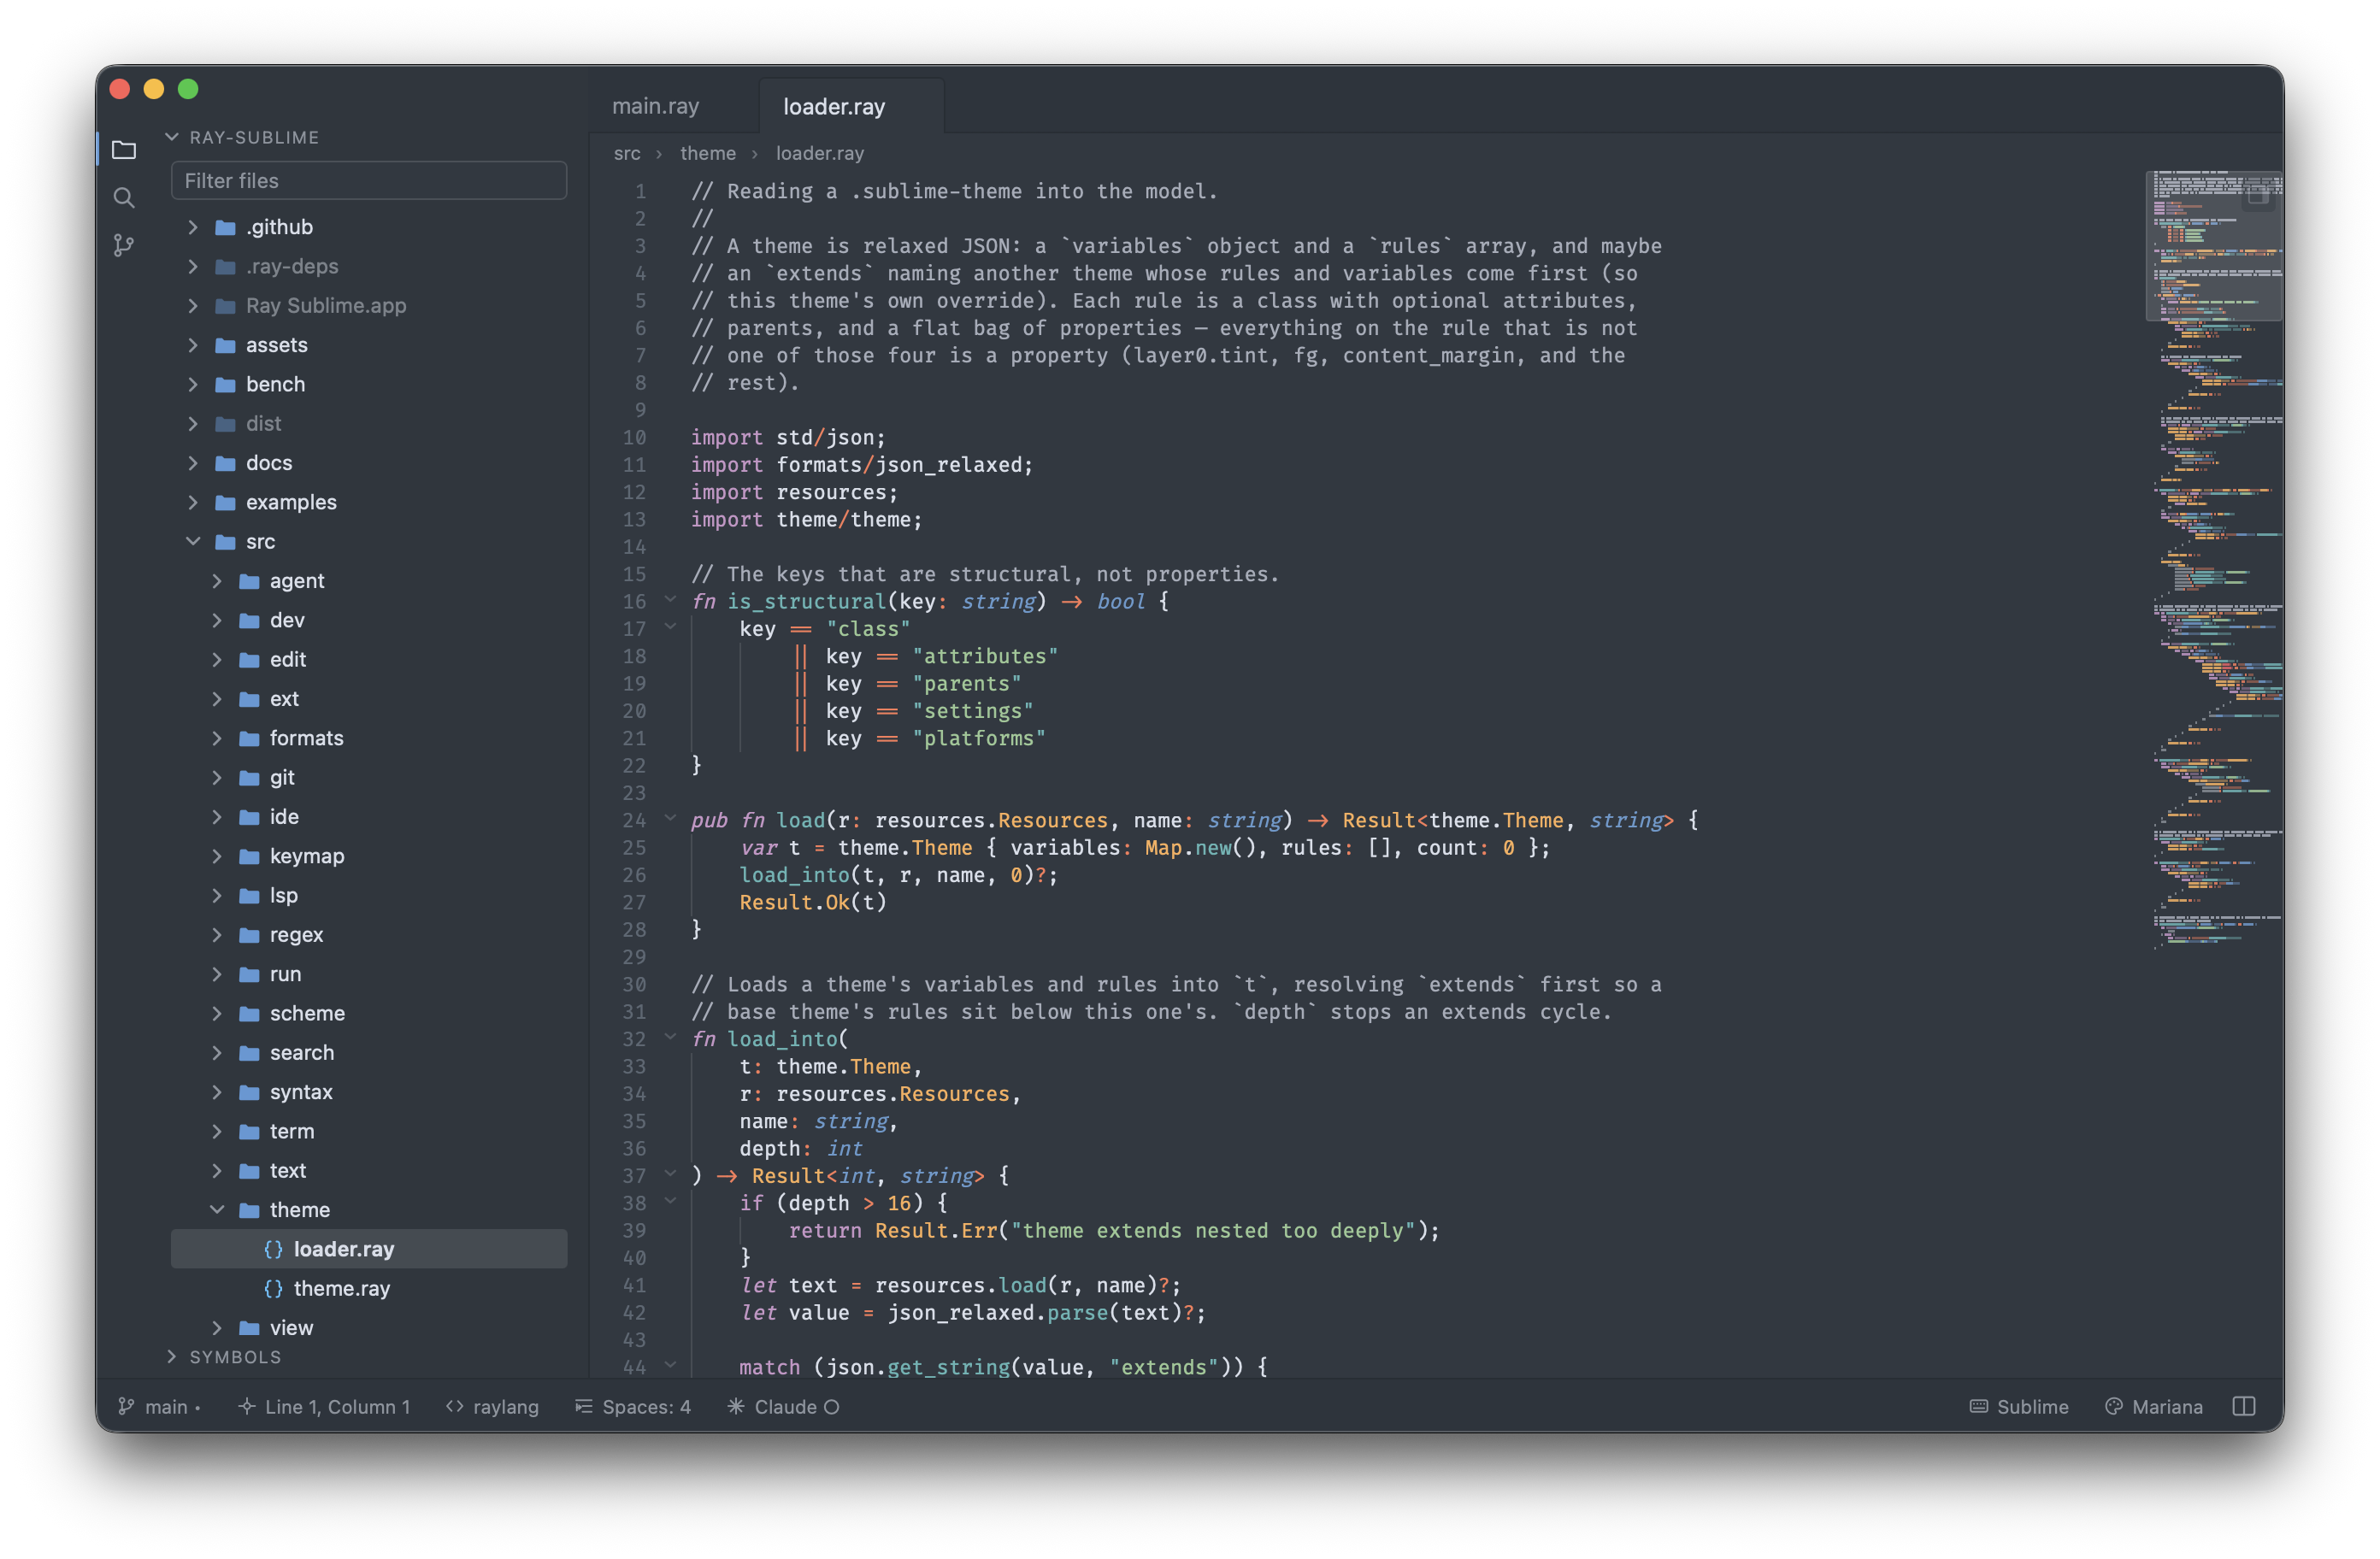 main.ray
loader.ray
RAY-SUBLIME
Filter files
.github
.ray-deps
Ray Sublime.app
assets
bench
dist
docs
examples
src
agent
dev
edit
ext
formats
git
ide
keymap
lsp
regex
run
scheme
search
syntax
term
text
theme
{} loader.ray
{} theme.ray
view
SYMBOLS
src › theme › loader.ray
1 // Reading a .sublime-theme into the model.
2 //
3 // A theme is relaxed JSON: a `variables` object and a `rules` array, and maybe
4 // an `extends` naming another theme whose rules and variables come first (so
5 // this theme's own override). Each rule is a class with optional attributes,
6 // parents, and a flat bag of properties — everything on the rule that is not
7 // one of those four is a property (layer0.tint, fg, content_margin, and the
8 // rest).
9
10 import std/json;
11 import formats/json_relaxed;
12 import resources;
13 import theme/theme;
14
15 // The keys that are structural, not properties.
16 fn is_structural(key: string) -> bool {
17     key == "class"
18         || key == "attributes"
19         || key == "parents"
20         || key == "settings"
21         || key == "platforms"
22 }
23
24 pub fn load(r: resources.Resources, name: string) -> Result<theme.Theme, string> {
25     var t = theme.Theme { variables: Map.new(), rules: [], count: 0 };
26     load_into(t, r, name, 0)?;
27     Result.Ok(t)
28 }
29
30 // Loads a theme's variables and rules into `t`, resolving `extends` first so a
31 // base theme's rules sit below this one's. `depth` stops an extends cycle.
32 fn load_into(
33     t: theme.Theme,
34     r: resources.Resources,
35     name: string,
36     depth: int
37 ) -> Result<int, string> {
38     if (depth > 16) {
39         return Result.Err("theme extends nested too deeply");
40     }
41     let text = resources.load(r, name)?;
42     let value = json_relaxed.parse(text)?;
43
44     match (json.get_string(value, "extends")) {
main •
Line 1, Column 1
raylang
Spaces: 4
Claude
Sublime
Mariana